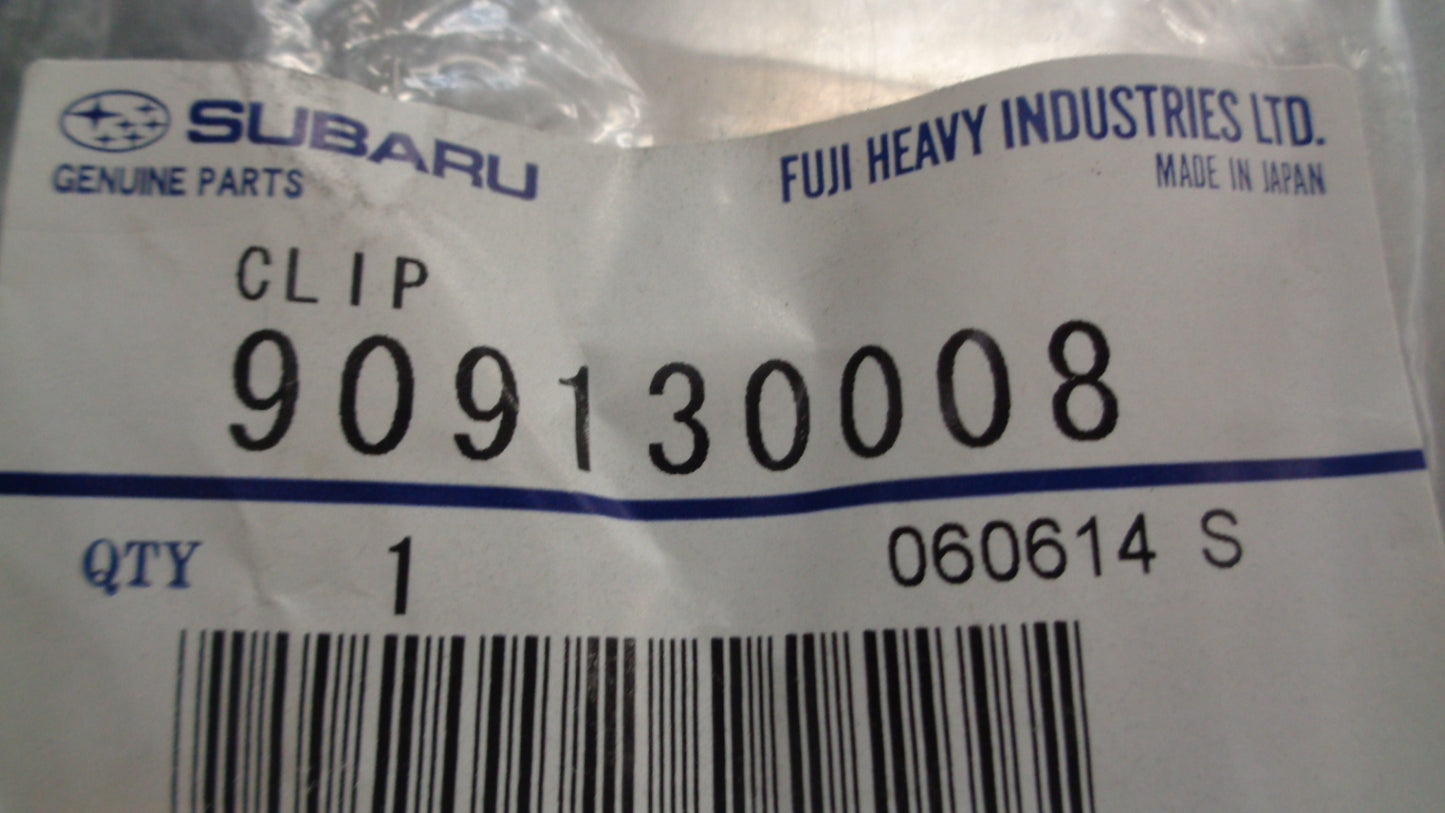 SUBARU
GENUINE PARTS
FUJI HEAVY INDUSTRIES LTD.
MADE IN JAPAN
CLIP
909130008
QTY 1 060614 S